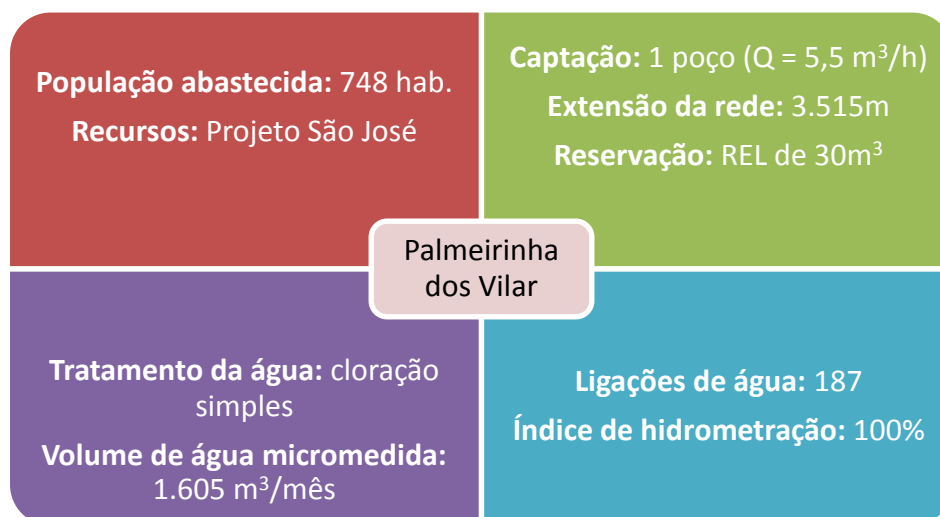 População abastecida: 748 hab.
Recursos: Projeto São José
Captação: 1 poço (Q = 5,5 m³/h)
Extensão da rede: 3.515m
Reservação: REL de 30m³
Palmeirinha
dos Vilar
Tratamento da água: cloração
simples
Volume de água micromedida:
1.605 m³/mês
Ligações de água: 187
Índice de hidrometração: 100%